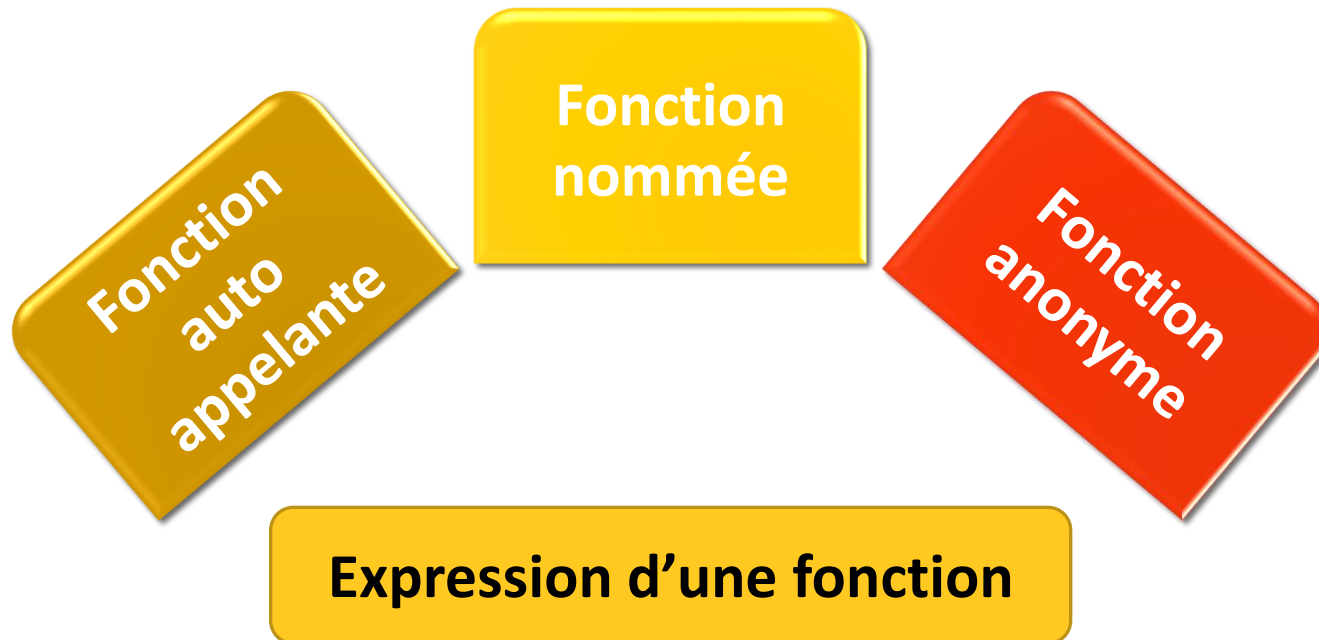 Fonction
auto
appelante
Fonction
nommée
Fonction
anonyme
Expression d’une fonction